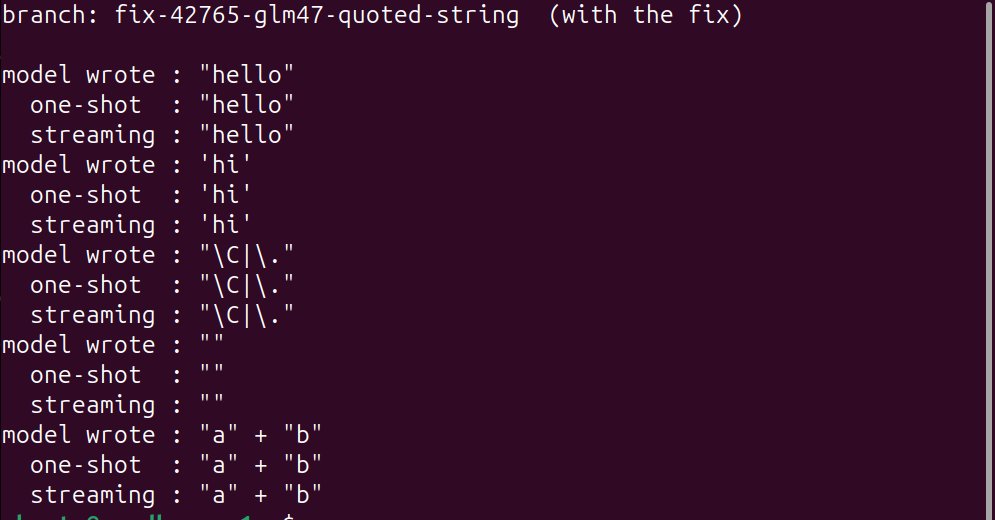 branch: fix-42765-glm47-quoted-string  (with the fix)
model wrote : "hello"
  one-shot  : "hello"
  streaming : "hello"
model wrote : 'hi'
  one-shot  : 'hi'
  streaming : 'hi'
model wrote : "\C|\."
  one-shot  : "\C|\."
  streaming : "\C|\."
model wrote : ""
  one-shot  : ""
  streaming : ""
model wrote : "a" + "b"
  one-shot  : "a" + "b"
  streaming : "a" + "b"